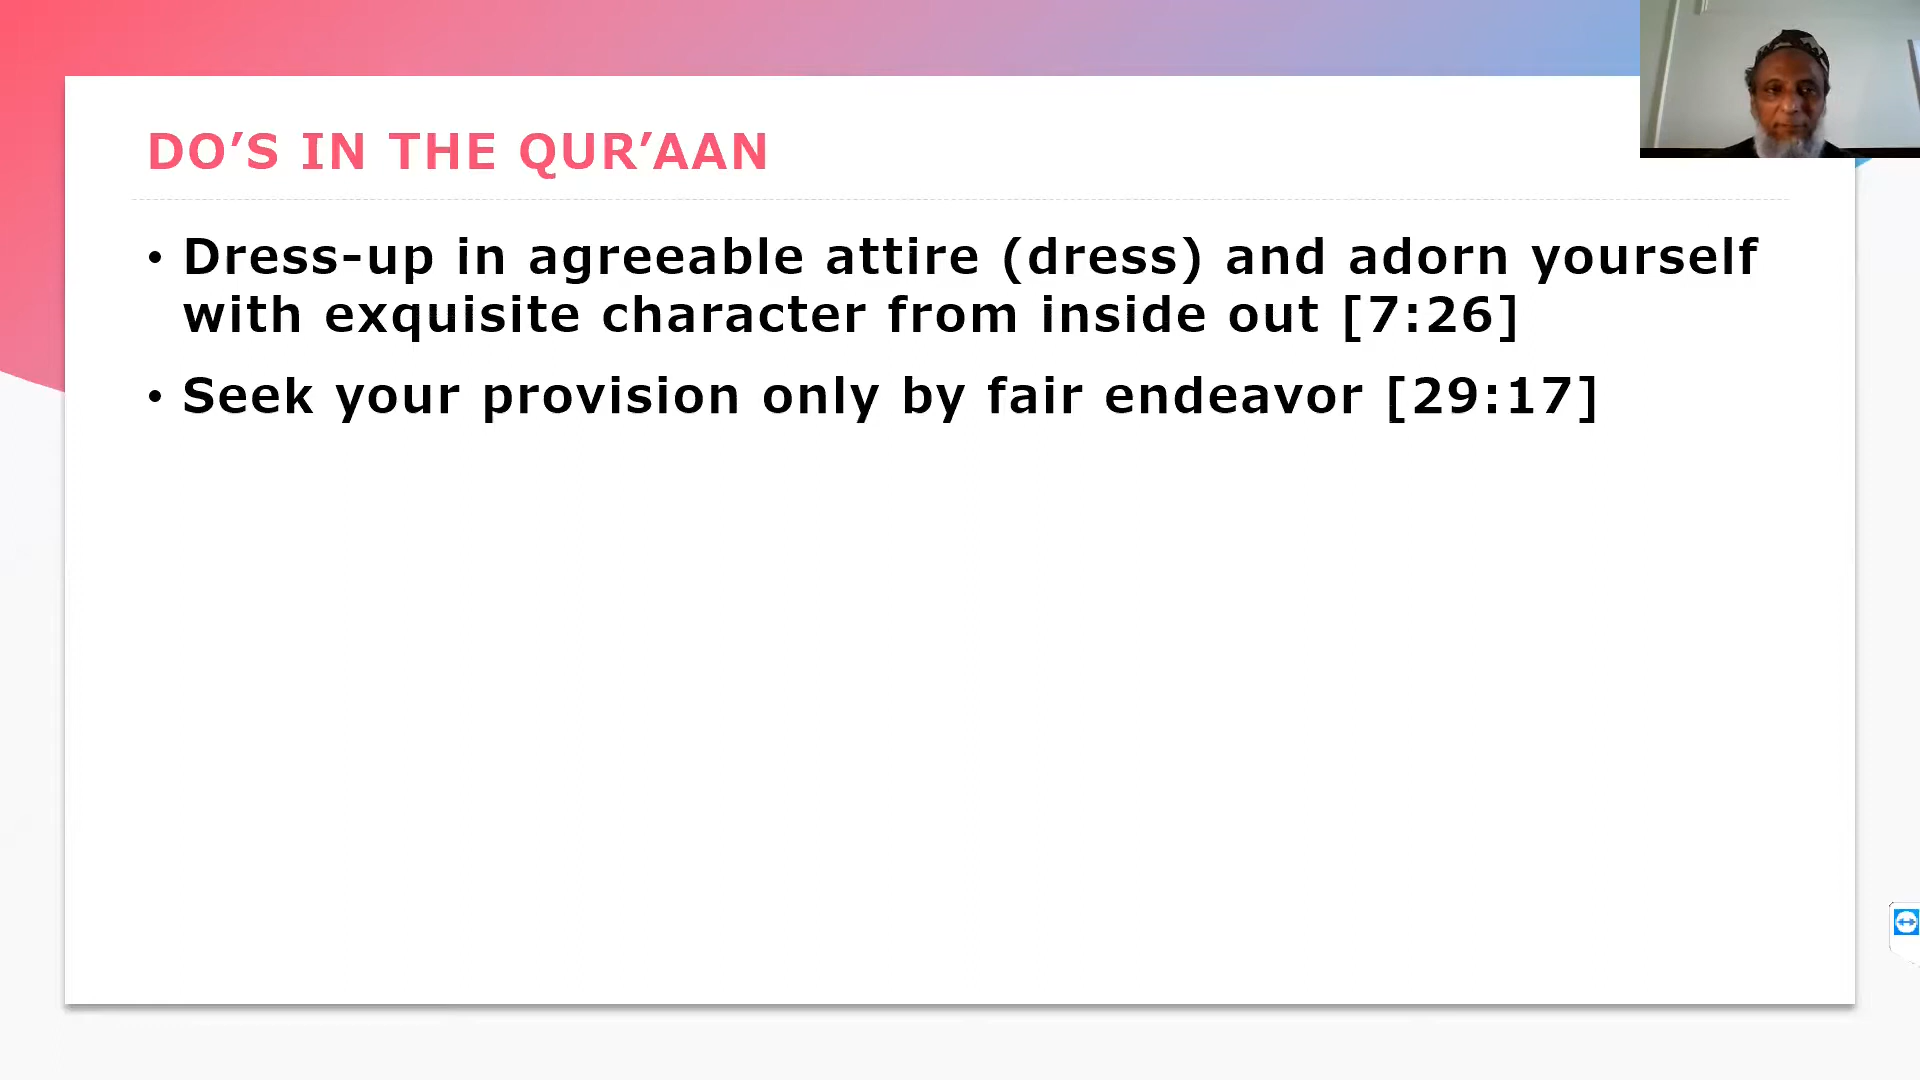 DO’S IN THE QUR’AAN
• Dress-up in agreeable attire (dress) and adorn yourself
with exquisite character from inside out [7:26]
• Seek your provision only by fair endeavor [29:17]